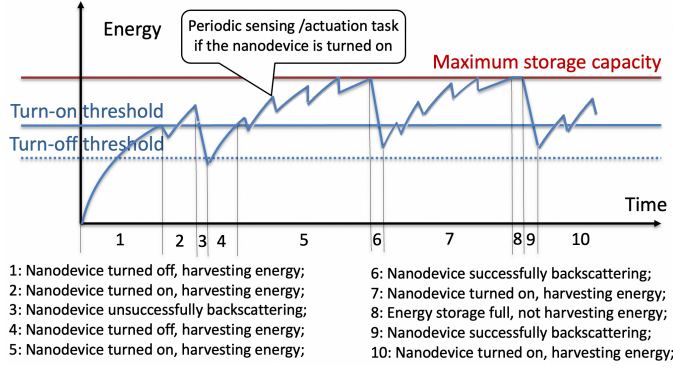 Energy
Periodic sensing /actuation task
if the nanodevice is turned on
Maximum storage capacity
Turn-on threshold
Turn-off threshold
Time
1 2 3 4 5 6 7 8 9 10
1: Nanodevice turned off, harvesting energy;
2: Nanodevice turned on, harvesting energy;
3: Nanodevice unsuccessfully backscattering;
4: Nanodevice turned off, harvesting energy;
5: Nanodevice turned on, harvesting energy;
6: Nanodevice successfully backscattering;
7: Nanodevice turned on, harvesting energy;
8: Energy storage full, not harvesting energy;
9: Nanodevice successfully backscattering;
10: Nanodevice turned on, harvesting energy;